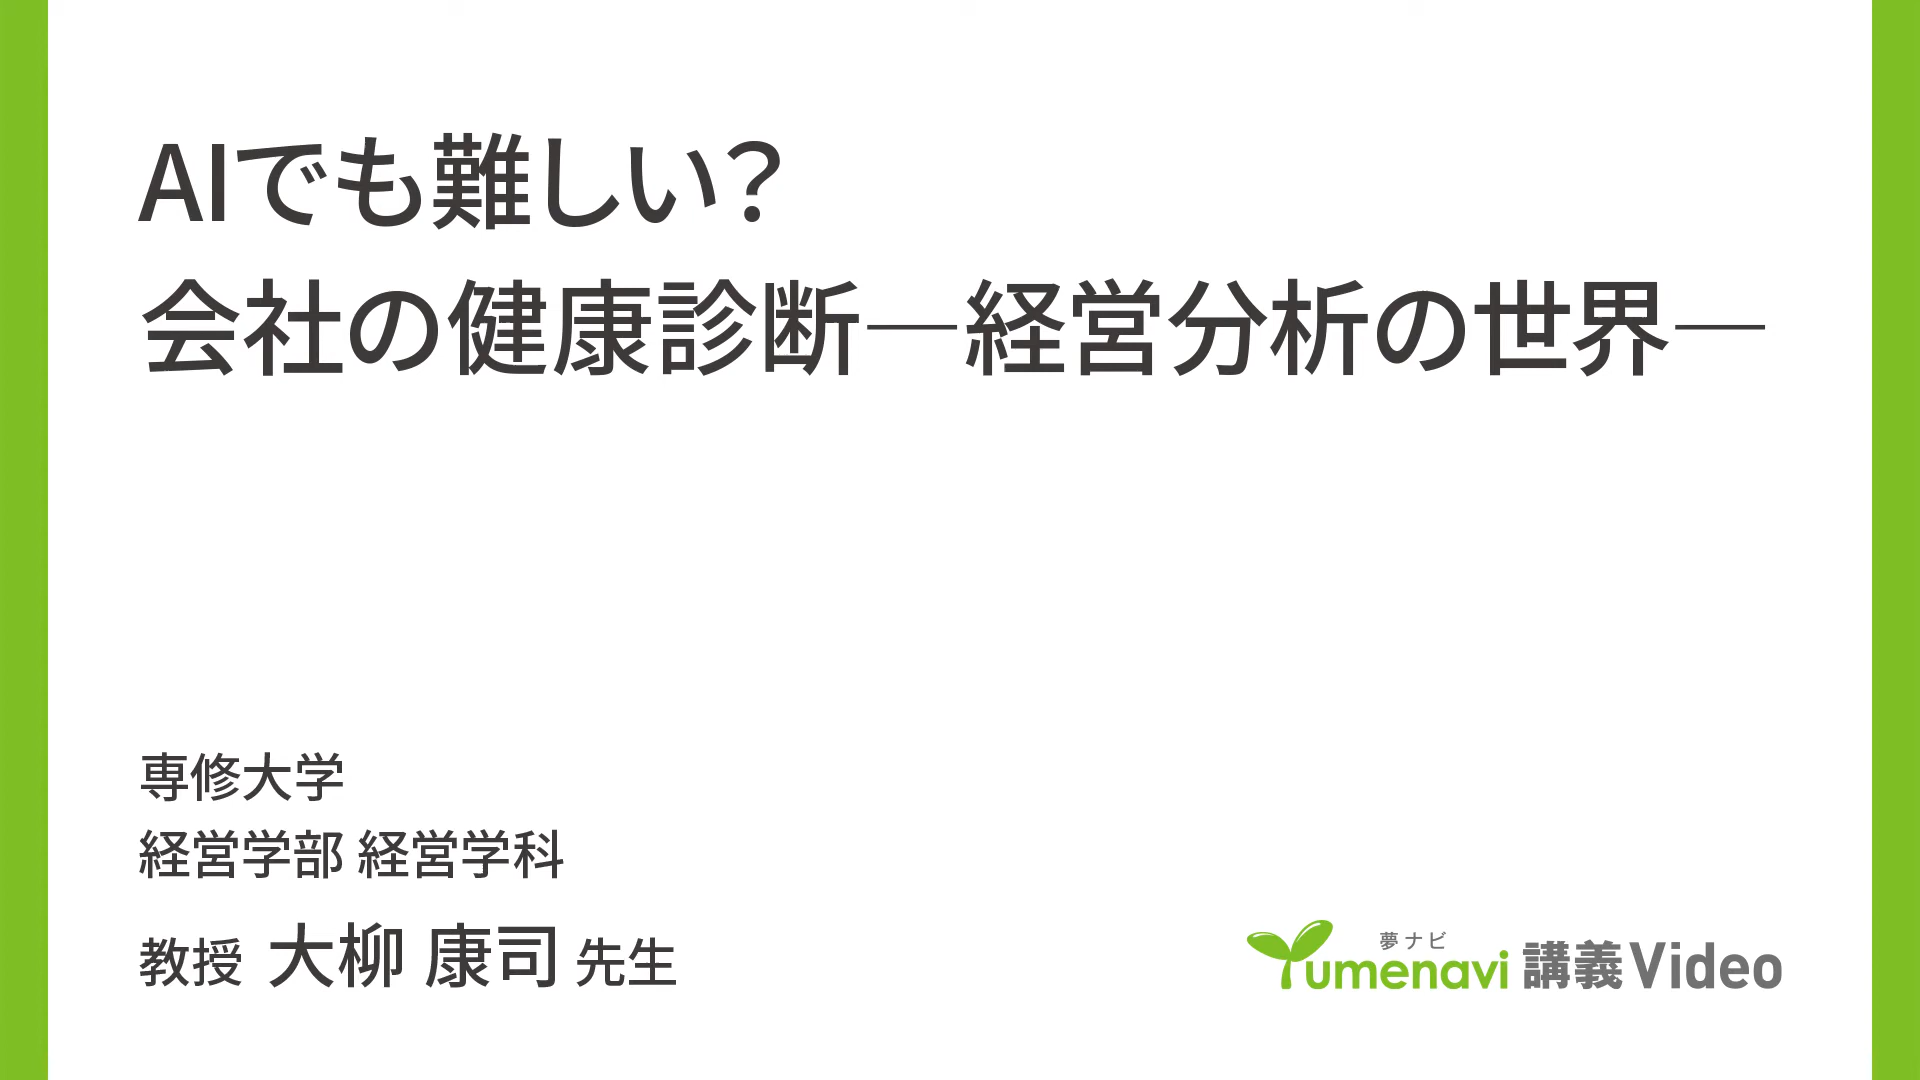 AIでも難しい？
会社の健康診断―経営分析の世界―
専修大学
経営学部 経営学科
教授 大柳 康司 先生
夢ナビ
Yumenavi 講義Video